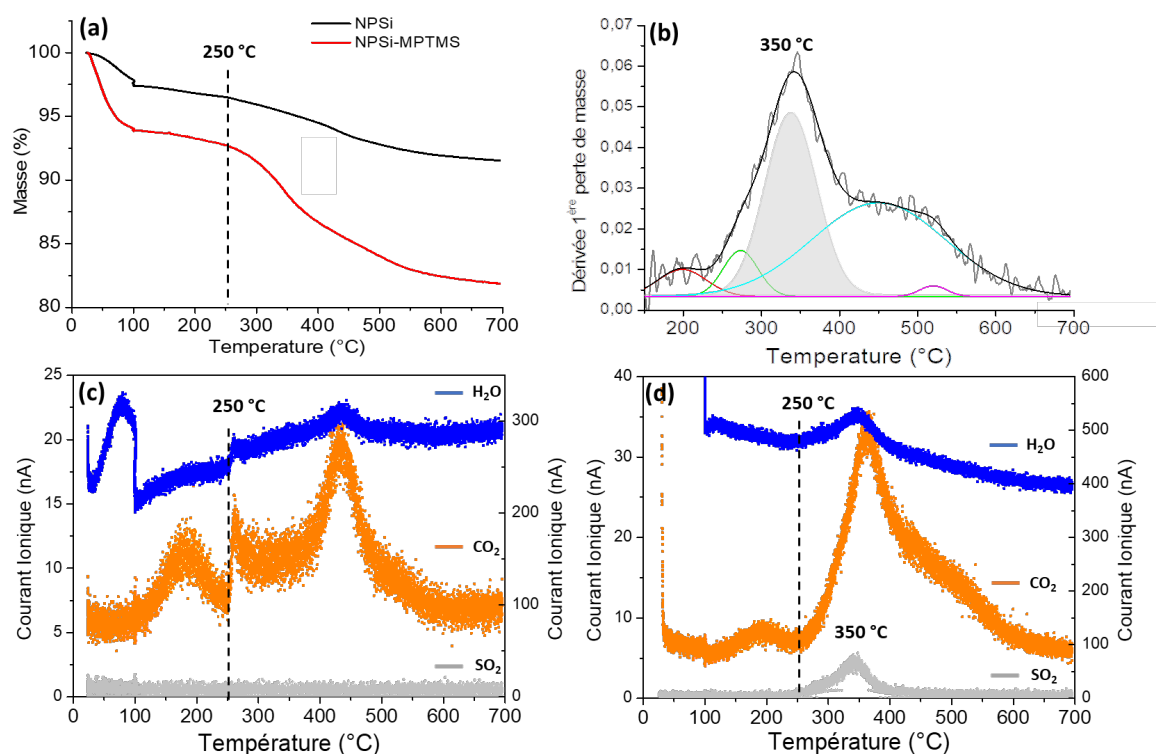 (a)
NPSi
NPSi-MPTMS
250 °C
100
95
90
85
80
Masse (%)
0 100 200 300 400 500 600 700
Temperature (°C)
(b)
350 °C
0,08
0,07
0,06
0,05
0,04
0,03
0,02
0,01
0,00
Dérivée 1ère perte de masse
200 300 400 500 600 700
Temperature (°C)
(c)
250 °C
H2O
CO2
SO2
25
20
15
10
5
0
Courant Ionique (nA)
300
200
100
0
Courant Ionique (nA)
0 100 200 300 400 500 600 700
Température (°C)
(d)
250 °C
350 °C
H2O
CO2
SO2
40
30
20
10
0
Courant Ionique (nA)
600
500
400
300
200
100
0
Courant Ionique (nA)
0 100 200 300 400 500 600 700
Température (°C)